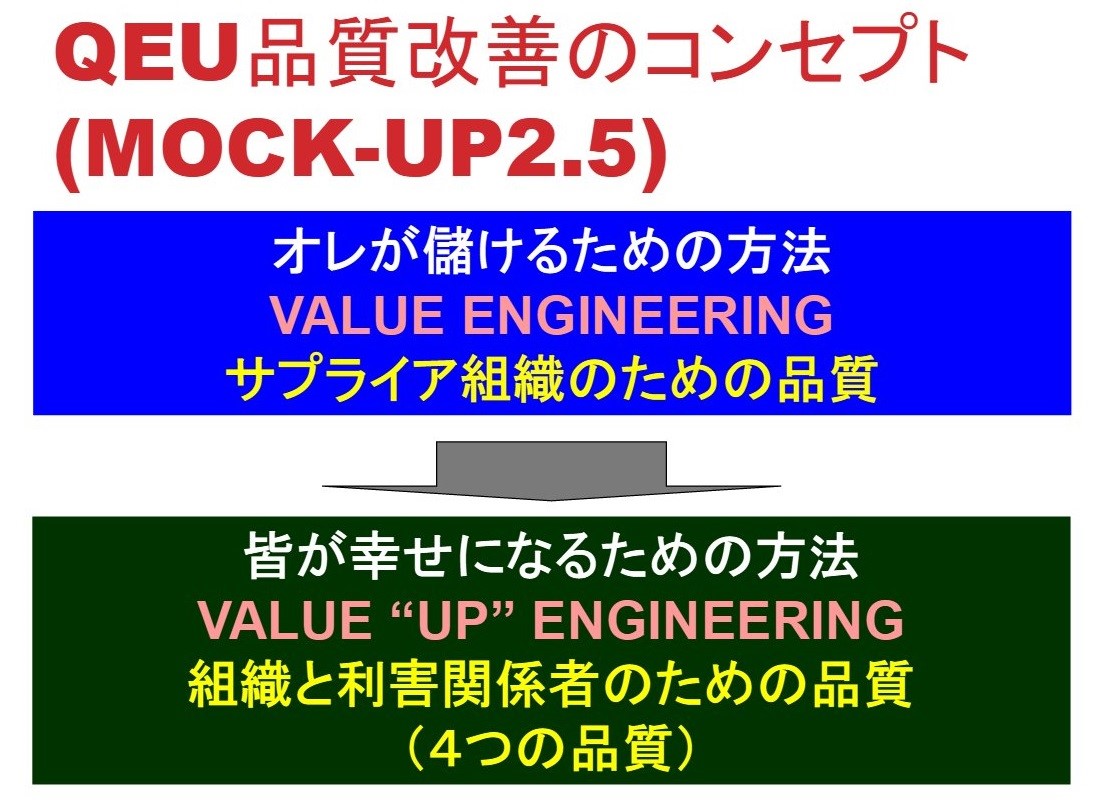 QEU品質改善のコンセプト
(MOCK-UP2.5)
オレが儲けるための方法
VALUE ENGINEERING
サプライア組織のための品質
皆が幸せになるための方法
VALUE “UP” ENGINEERING
組織と利害関係者のための品質
（４つの品質）